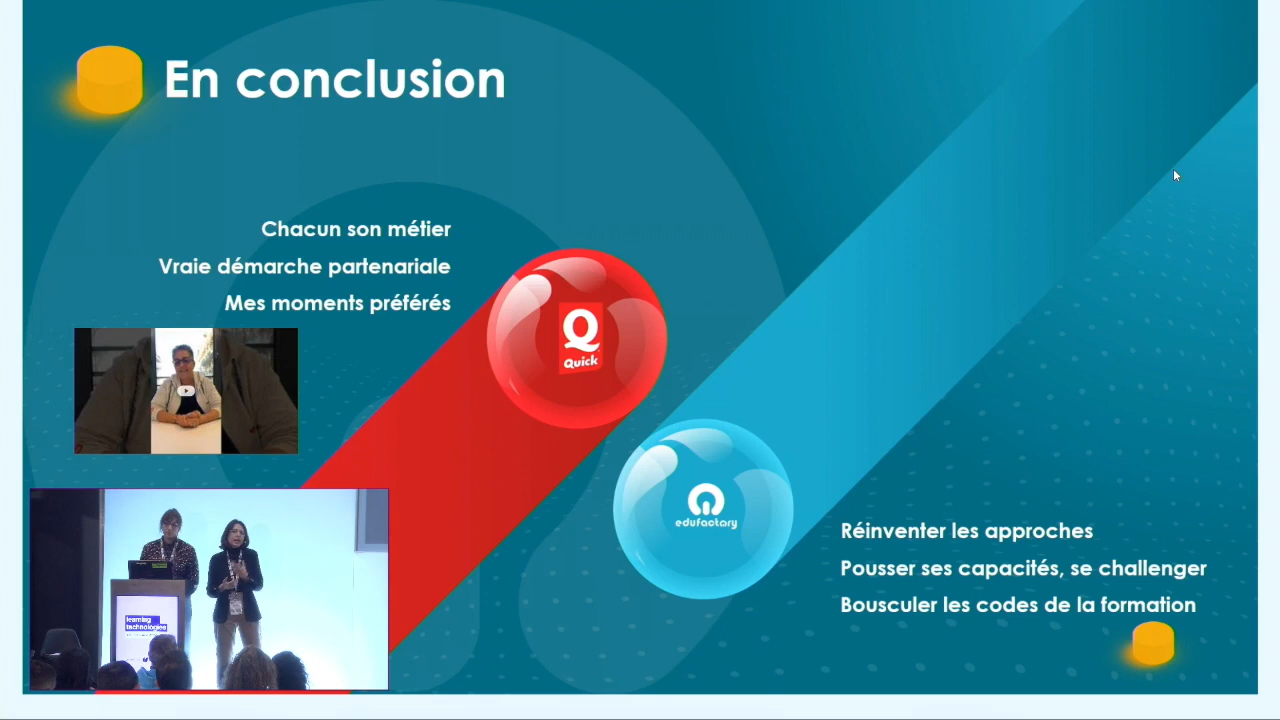 En conclusion
Chacun son métier
Vraie démarche partenariale
Mes moments préférés
Q
Quick
edufactory
Réinventer les approches
Pousser ses capacités, se challenger
Bousculer les codes de la formation
learning
technologies